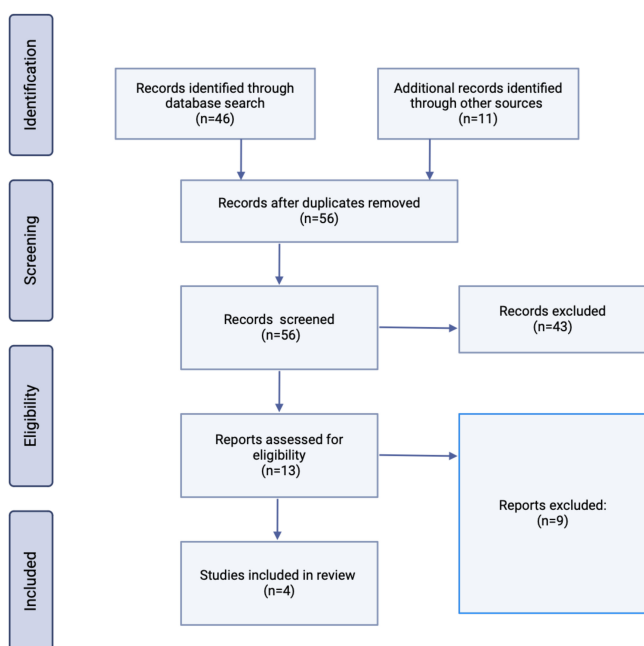 Identification
Records identified through
database search
(n=46)
Additional records identified
through other sources
(n=11)
Screening
Records after duplicates removed
(n=56)
Records screened
(n=56)
Records excluded
(n=43)
Eligibility
Reports assessed for
eligibility
(n=13)
Reports excluded:
(n=9)
Included
Studies included in review
(n=4)